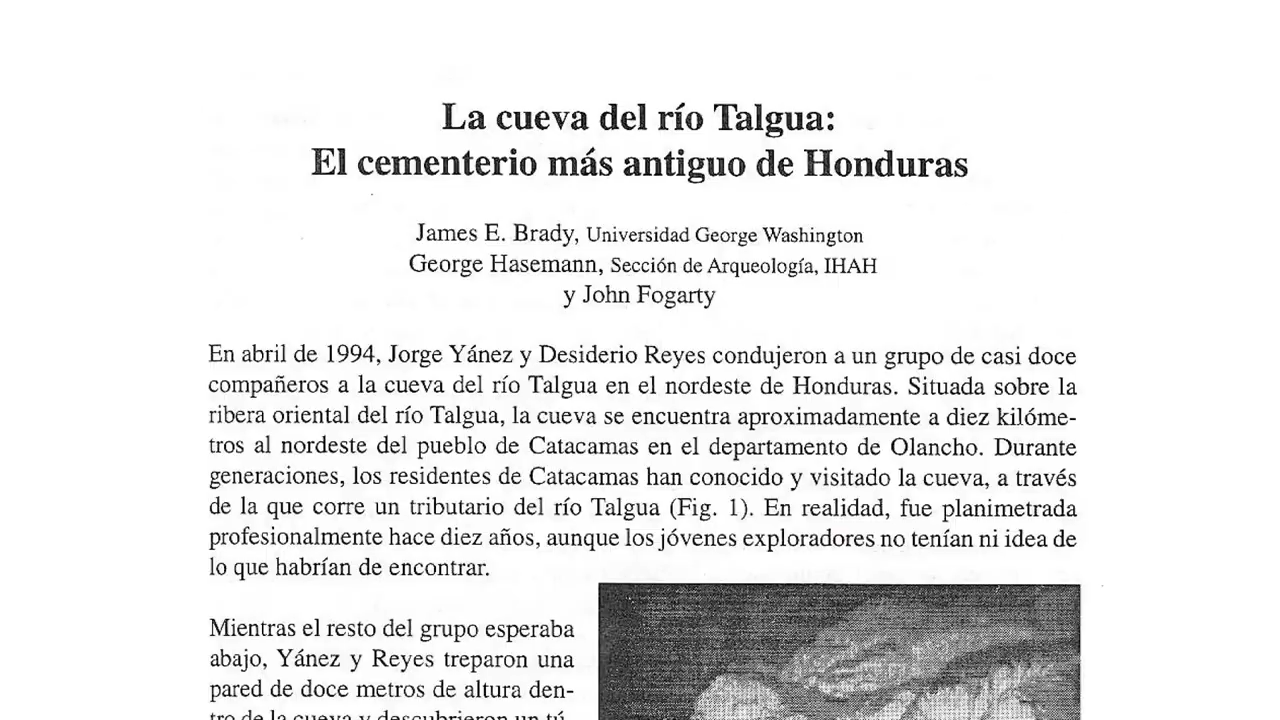 La cueva del río Talgua:
El cementerio más antiguo de Honduras
James E. Brady, Universidad George Washington
George Hasemann, Sección de Arqueología, IHAH
y John Fogarty
En abril de 1994, Jorge Yánez y Desiderio Reyes condujeron a un grupo de casi doce
compañeros a la cueva del río Talgua en el nordeste de Honduras. Situada sobre la
ribera oriental del río Talgua, la cueva se encuentra aproximadamente a diez kilóme-
tros al nordeste del pueblo de Catacamas en el departamento de Olancho. Durante
generaciones, los residentes de Catacamas han conocido y visitado la cueva, a través
de la que corre un tributario del río Talgua (Fig. 1). En realidad, fue planimetrada
profesionalmente hace diez años, aunque los jóvenes exploradores no tenían ni idea de
lo que habrían de encontrar.
Mientras el resto del grupo esperaba
abajo, Yánez y Reyes treparon una
pared de doce metros de altura den-
tro de la cueva y descubrieron un tú-